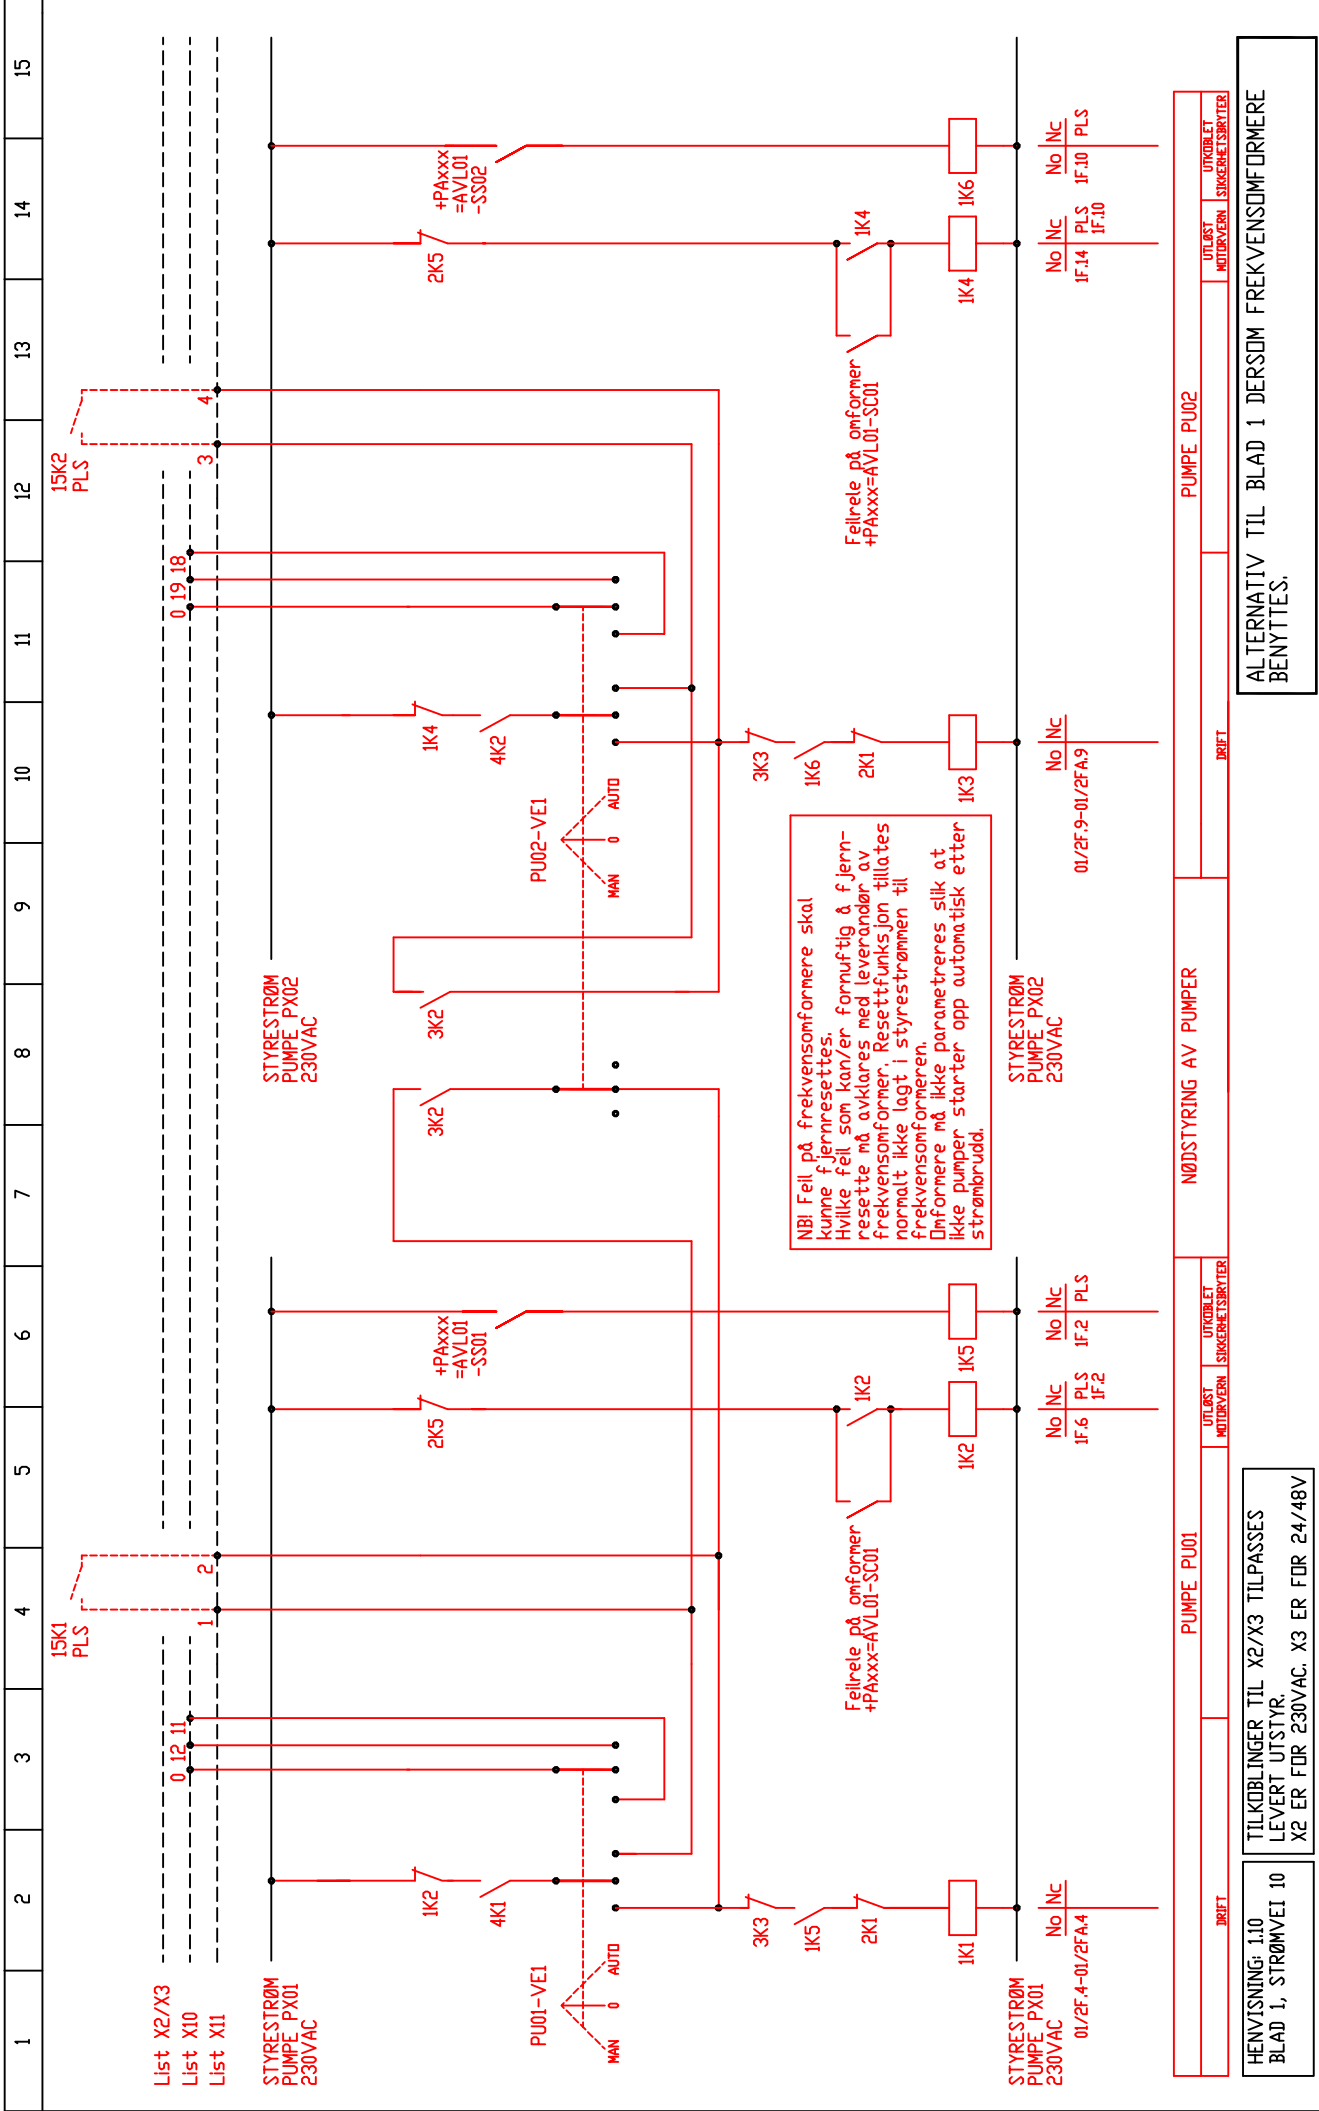 1 2 3 4 5 6 7 8 9 10 11 12 13 14 15
List X2/X3
List X10
List X11
0 12 11
15K1
PLS
1 2
0 19 18
15K2
PLS
3 4
STYRESTRØM
PUMPE PX01
230VAC
STYRESTRØM
PUMPE PX02
230VAC
1K2
4K1
2K5
+PAxxx
=AVL01
-SS01
3K2
3K2
1K4
4K2
2K5
+PAxxx
=AVL01
-SS02
PU01-VE1
MAN 0 AUTO
PU02-VE1
MAN 0 AUTO
3K3
1K5
2K1
1K1
Feilrele på omformer
+PAxxx=AVL01-SC01
1K2
1K2
1K5
NB! Feil på frekvensomformere skal
kunne fjernresettes.
Hvilke feil som kan/er fornuftig å fjern-
resette må avklares med leverandør av
frekvensomformer. Resettfunksjon tillates
normalt ikke lagt i styrestrømmen til
frekvensomformeren.
Omformere må ikke parametreres slik at
ikke pumper starter opp automatisk etter
strømbrudd.
3K3
1K6
2K1
1K3
Feilrele på omformer
+PAxxx=AVL01-SC01
1K4
1K4
1K6
STYRESTRØM
PUMPE PX01
230VAC
STYRESTRØM
PUMPE PX02
230VAC
No Nc
01/2F.4-01/2FA.4
No Nc
1F.6 PLS
1F.2
No Nc
1F.2 PLS
No Nc
01/2F.9-01/2FA.9
No Nc
1F.14 PLS
1F.10
No Nc
1F.10 PLS
PUMPE PU01
NØDSTYRING AV PUMPER
PUMPE PU02
DRIFT
UTLØST
MOTORVERN
UTKOBLET
SIKKERHETSBRYTER
DRIFT
UTLØST
MOTORVERN
UTKOBLET
SIKKERHETSBRYTER
HENVISNING: 1.10
BLAD 1, STRØMVEI 10
TILKOBLINGER TIL X2/X3 TILPASSES
LEVERT UTSTYR.
X2 ER FOR 230VAC. X3 ER FOR 24/48V
ALTERNATIV TIL BLAD 1 DERSOM FREKVENSOMFORMERE
BENYTTES.